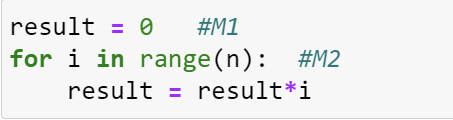 result = 0   #M1
for i in range(n):  #M2
    result = result*i